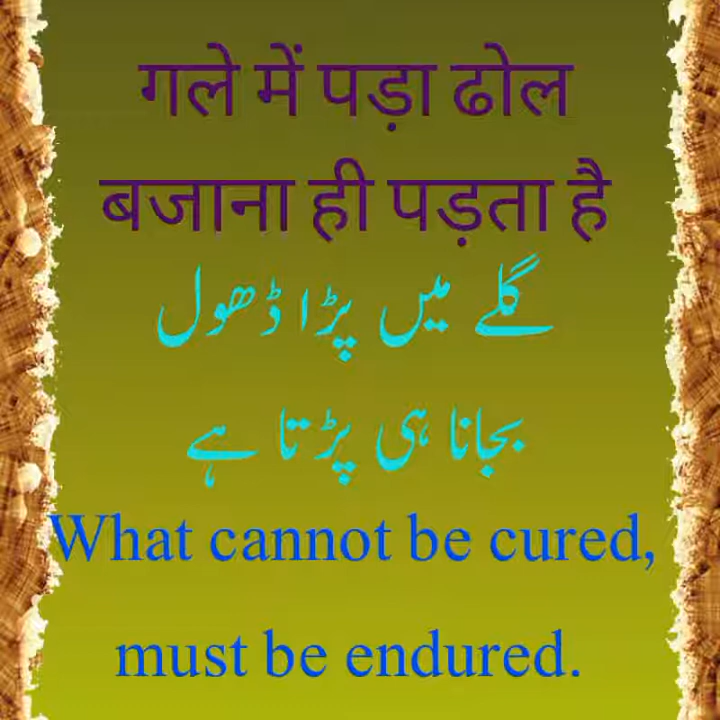 गले में पड़ा ढोल
बजाना ही पड़ता है
گلے میں پڑا ڈھول
بجانا ہی پڑتا ہے
What cannot be cured,
must be endured.